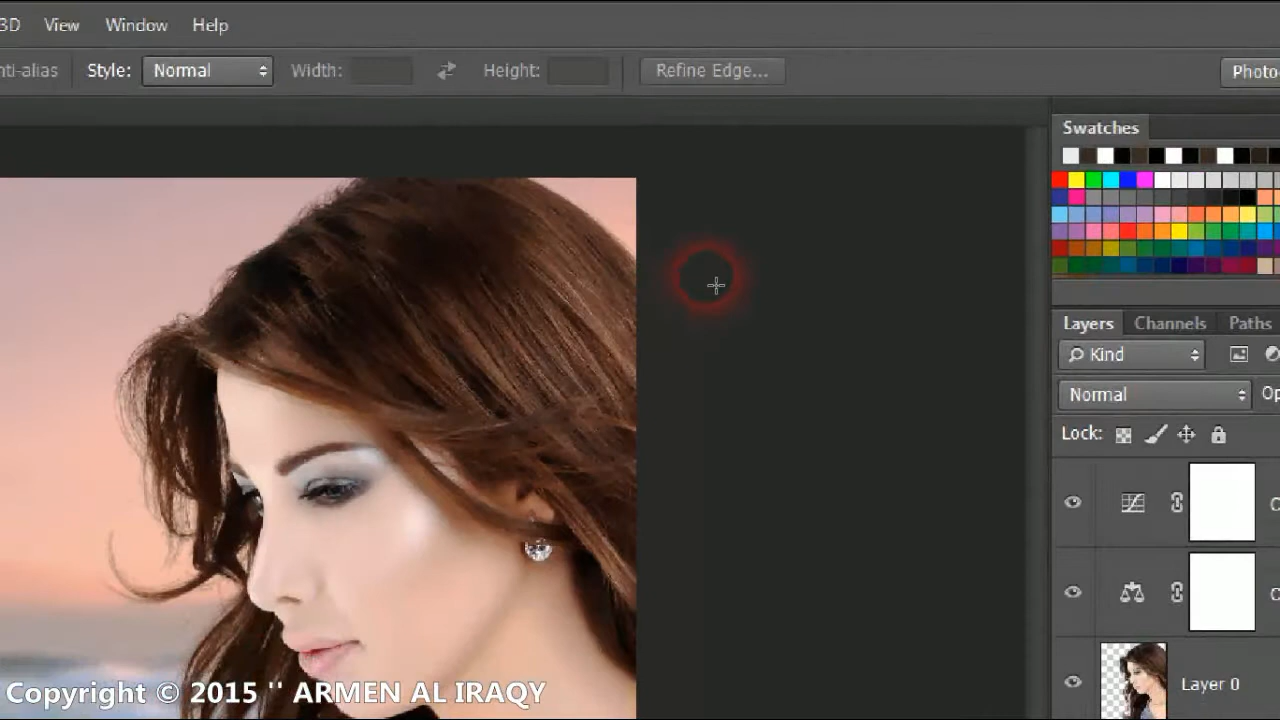 3D View Window Help
nti-alias Style: Normal Width: Height: Refine Edge... Photo
Swatches
Layers Channels Paths
Kind
Normal Op
Lock:
C
C
Layer 0
Copyright © 2015 '' ARMEN AL IRAQY